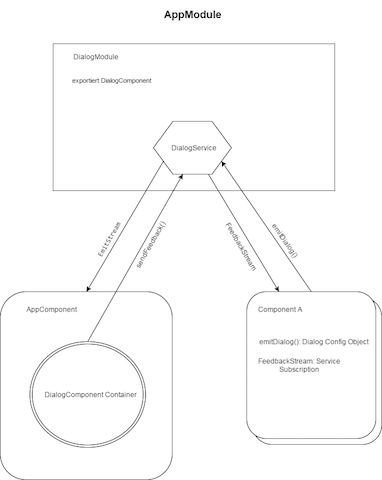 AppModule
DialogModule
exportiert DialogComponent
DialogService
EmitStream
sendFeedback()
FeedbackStream
emitDialog()
AppComponent
DialogComponent Container
Component A
emitDialog(): Dialog Config Object
FeedbackStream: Service
Subscription